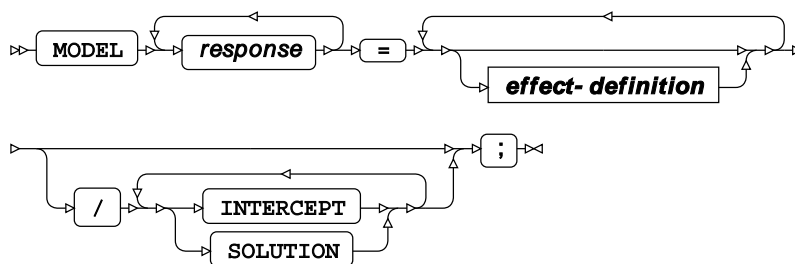 MODEL response =
effect- definition
/ INTERCEPT ;
SOLUTION